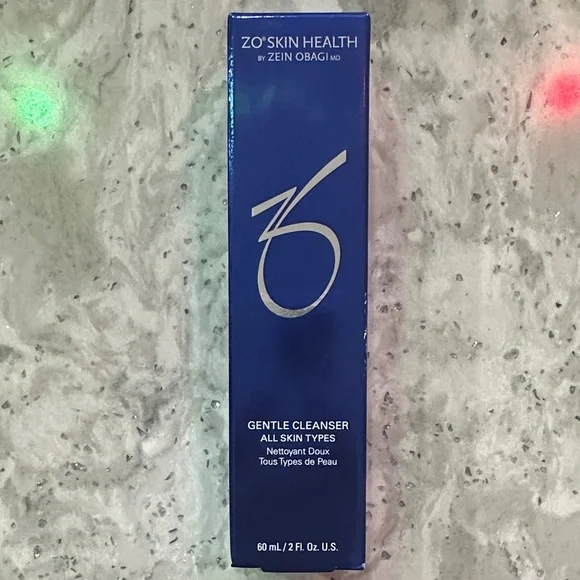 ZO® SKIN HEALTH
BY ZEIN OBAGI MD
ZO
GENTLE CLEANSER
ALL SKIN TYPES
Nettoyant Doux
Tous Types de Peau
60 mL / 2 Fl. Oz. U.S.